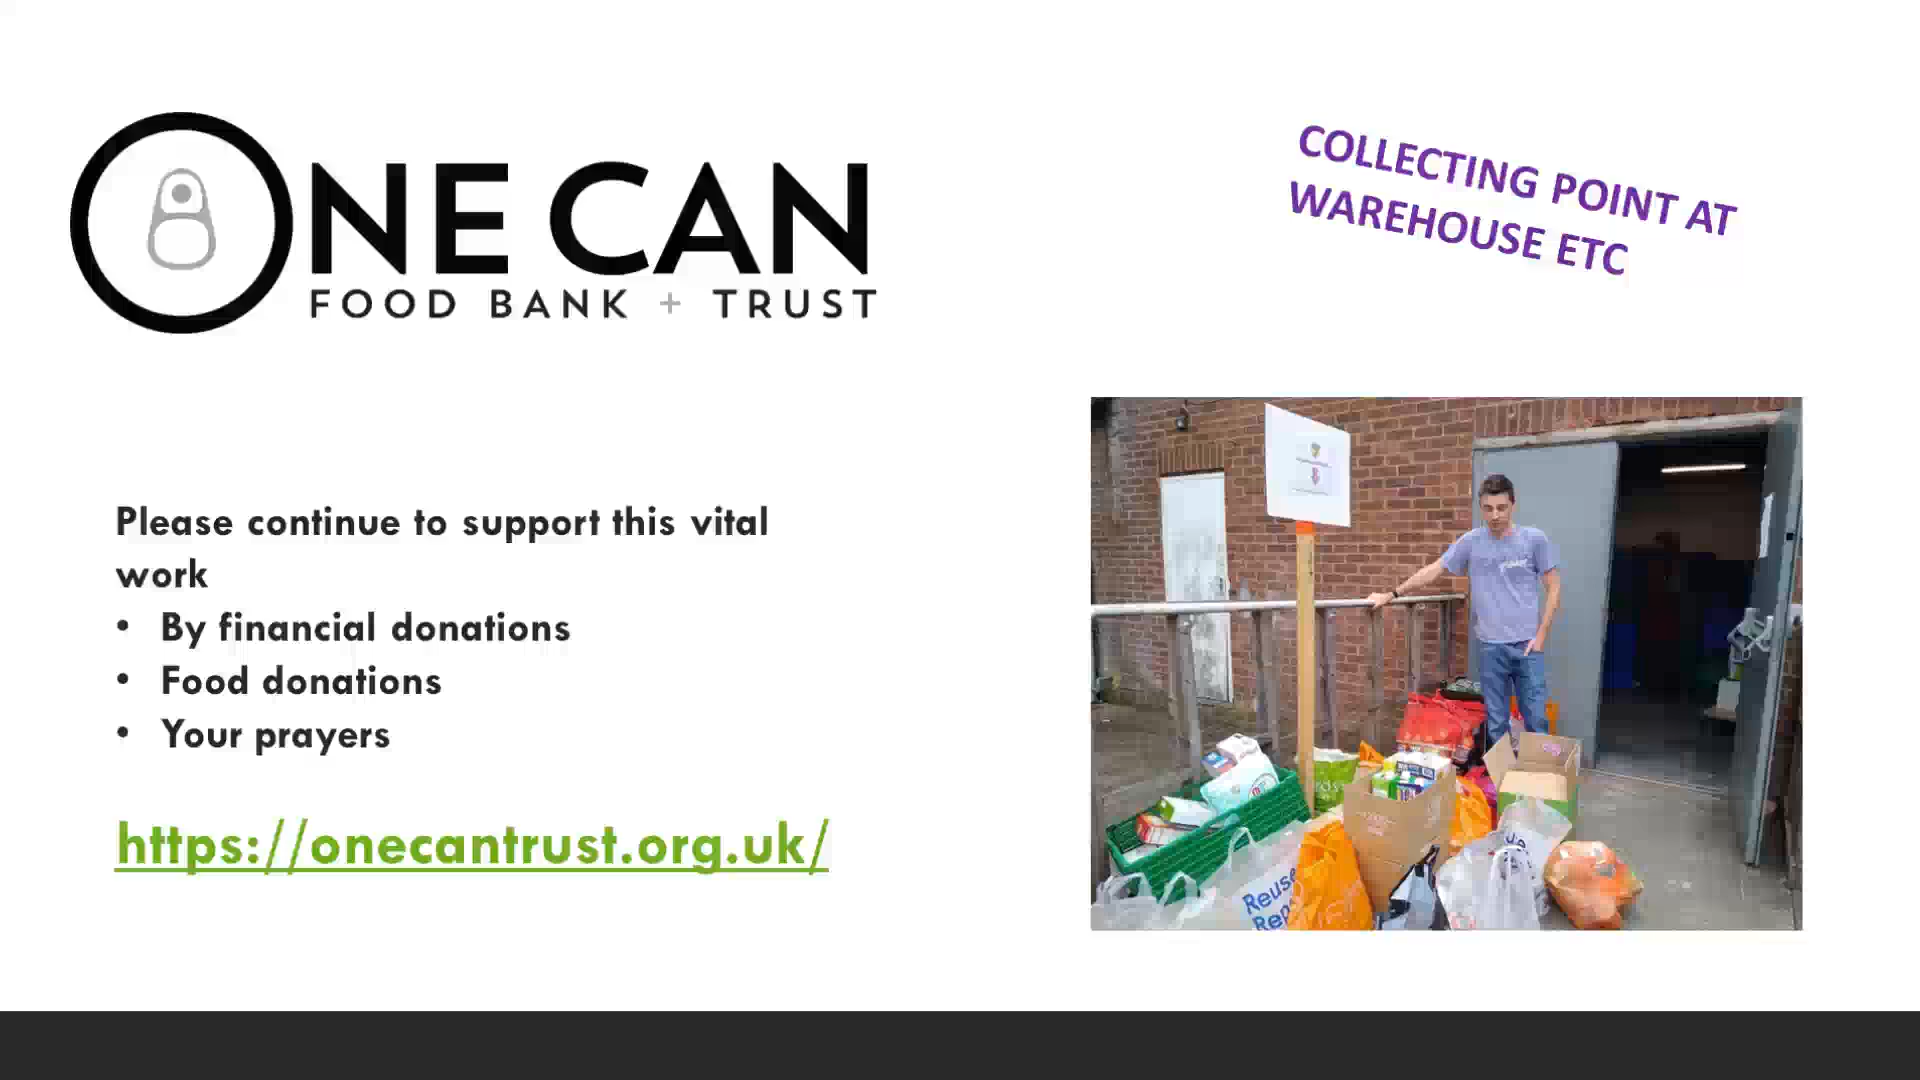 ONE CAN
FOOD BANK + TRUST
COLLECTING POINT AT
WAREHOUSE ETC
Please continue to support this vital
work
• By financial donations
• Food donations
• Your prayers
https://onecantrust.org.uk/
Reuse